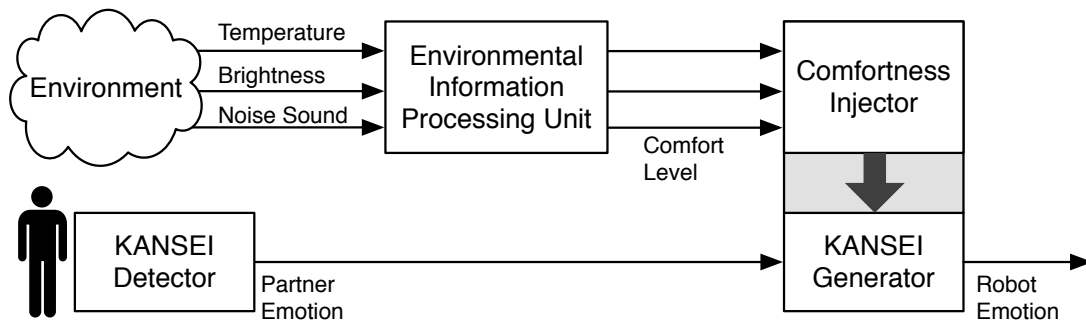 Environment
Temperature
Brightness
Noise Sound
Environmental
Information
Processing Unit
Comfort
Level
Comfortness
Injector
KANSEI
Detector
Partner
Emotion
KANSEI
Generator
Robot
Emotion